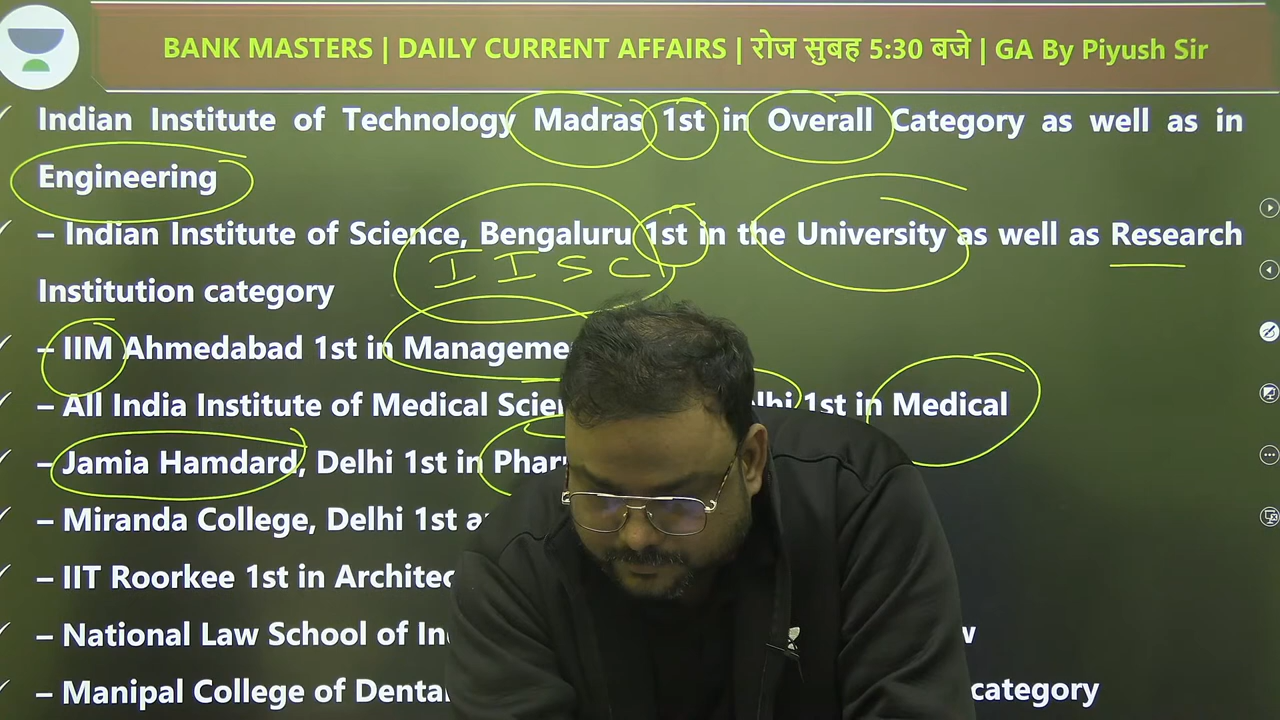 BANK MASTERS | DAILY CURRENT AFFAIRS | रोज सुबह 5:30 बजे | GA By Piyush Sir
Indian Institute of Technology Madras 1st in Overall Category as well as in
Engineering
– Indian Institute of Science, Bengaluru 1st in the University as well as Research
IISC
Institution category
– IIM Ahmedabad 1st in
– All India Institute of Medical 1st in Medical
– Jamia Hamdard, Delhi 1st in
– Miranda College, Delhi 1st
– IIT Roorkee 1st in
– National Law School of
– Manipal College of category